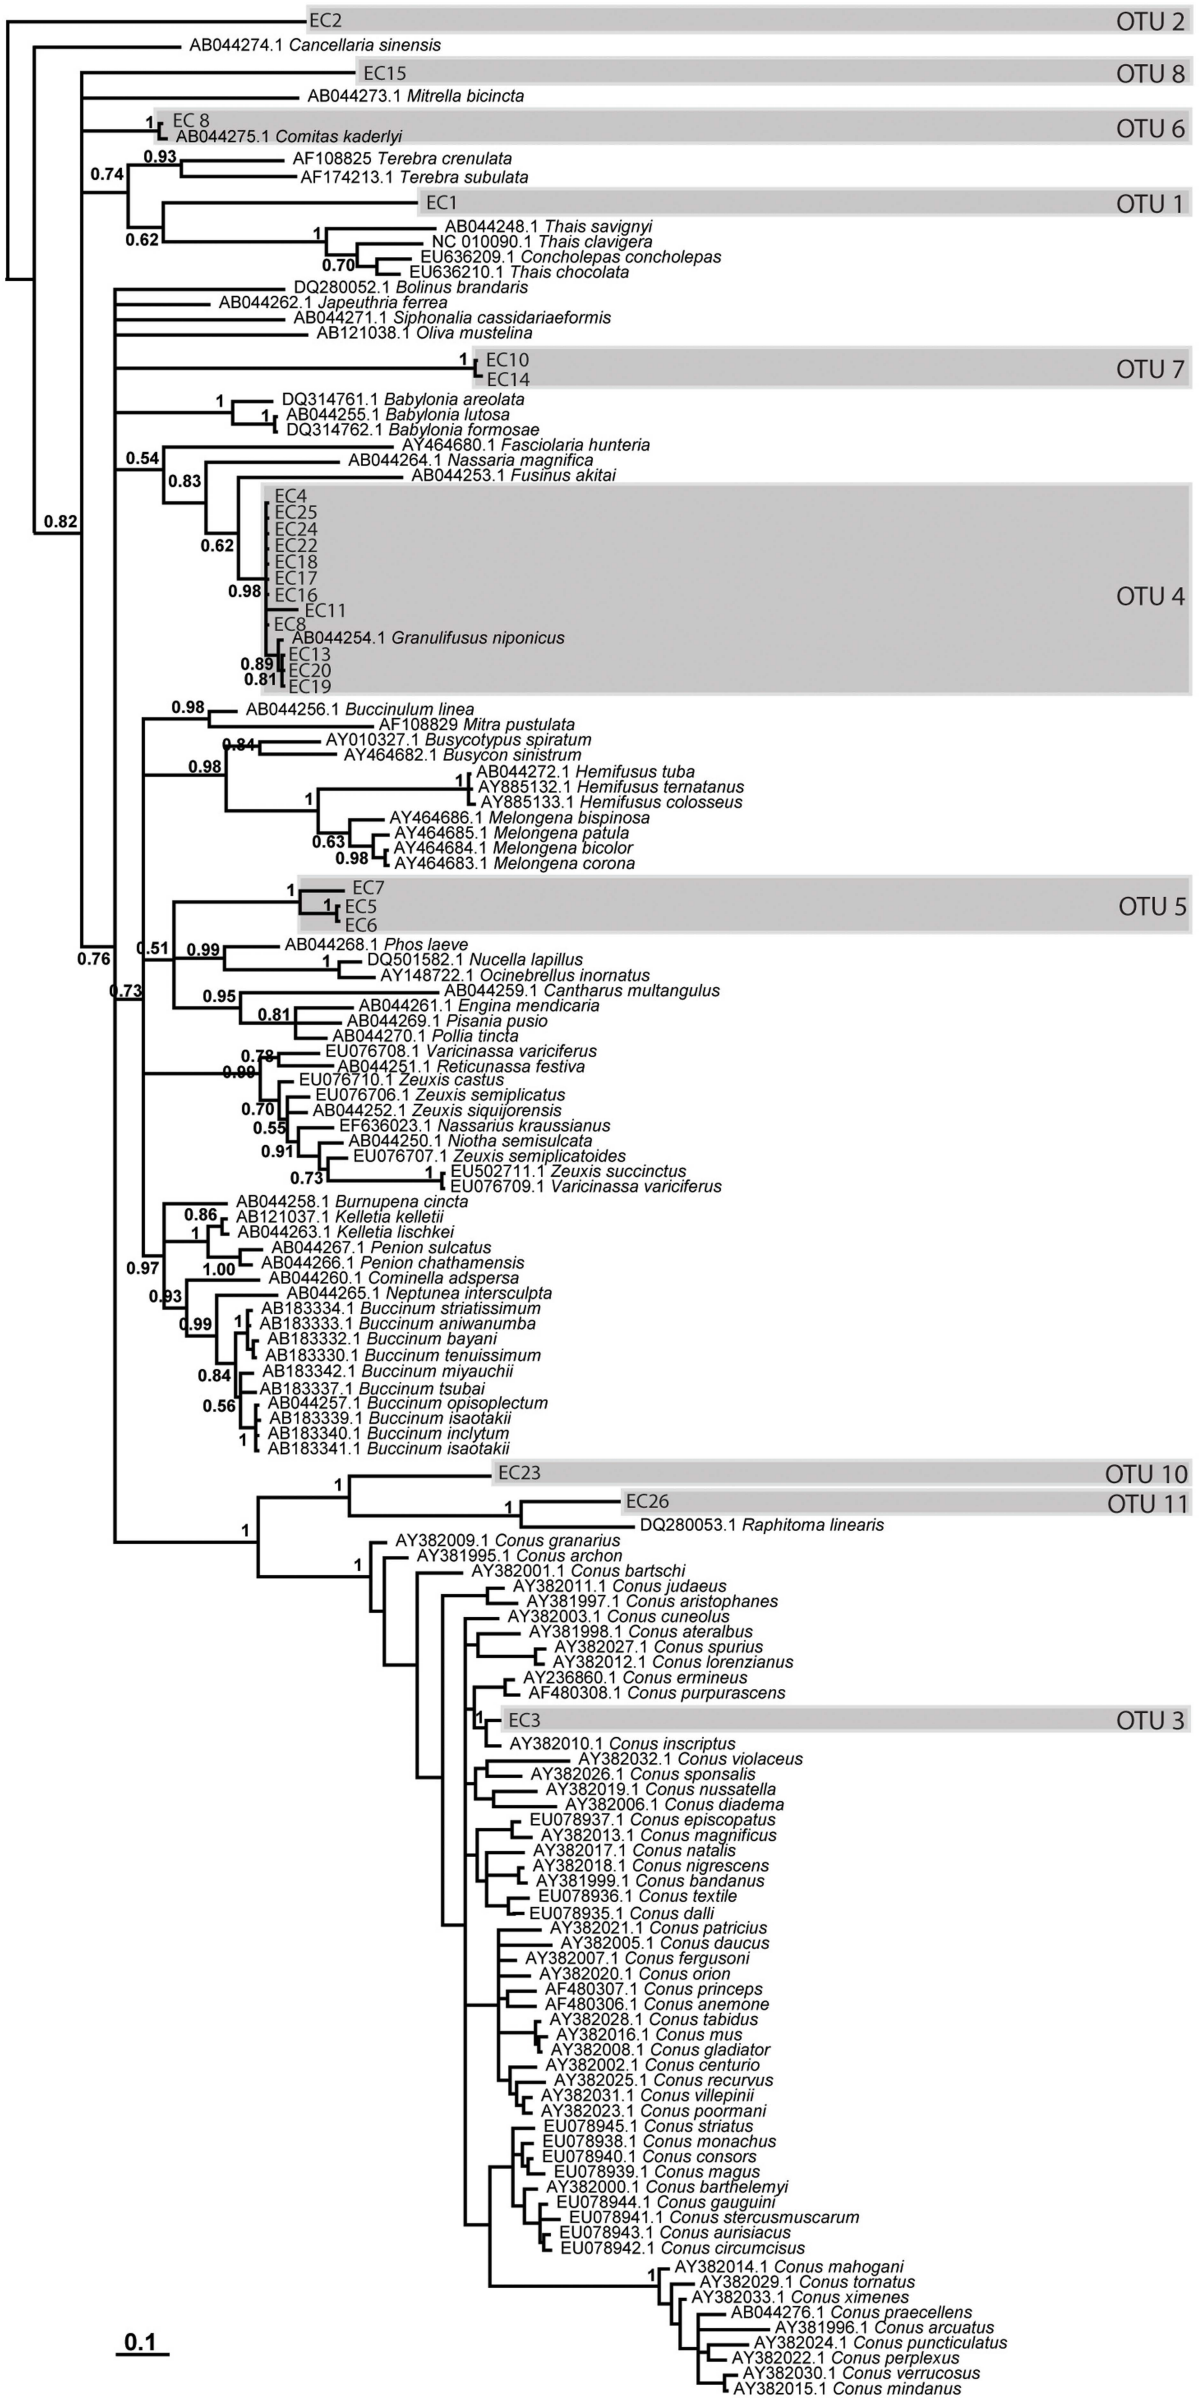 EC2 OTU 2
AB044274.1 Cancellaria sinensis
EC15 OTU 8
AB044273.1 Mitrella bicincta
1 EC 8 OTU 6
AB044275.1 Comitas kaderlyi
0.93 AF108825 Terebra crenulata
0.74 AF174213.1 Terebra subulata
EC1 OTU 1
AB044248.1 Thais savignyi
0.62 1 NC 010090.1 Thais clavigera
EU636209.1 Concholepas concholepas
0.70 EU636210.1 Thais chocolata
DQ280052.1 Bolinus brandaris
AB044262.1 Japeuthria ferrea
AB044271.1 Siphonalia cassidariaeformis
AB121038.1 Oliva mustelina
1 EC10 OTU 7
EC14
1 DQ314761.1 Babylonia areolata
1 AB044255.1 Babylonia lutosa
DQ314762.1 Babylonia formosae
AY464680.1 Fasciolaria hunteria
0.54 AB044264.1 Nassaria magnifica
0.83 AB044253.1 Fusinus akitai
EC4
EC25
0.82 EC24
0.62 EC22
EC18
EC17
0.98 EC16 OTU 4
EC11
EC8
AB044254.1 Granulifusus niponicus
EC13
0.89 EC20
0.81 EC19
0.98 AB044256.1 Buccinulum linea
AF108829 Mitra pustulata
0.84 AY010327.1 Busycotypus spiratum
AY464682.1 Busycon sinistrum
0.98 AB044272.1 Hemifusus tuba
1 AY885132.1 Hemifusus ternatanus
1 AY885133.1 Hemifusus colosseus
AY464686.1 Melongena bispinosa
0.63 AY464685.1 Melongena patula
0.98 AY464684.1 Melongena bicolor
AY464683.1 Melongena corona
1 EC7
1 EC5 OTU 5
EC6
0.76 0.51 0.99 AB044268.1 Phos laeve
1 DQ501582.1 Nucella lapillus
AY148722.1 Ocinebrellus inornatus
0.73 0.95 AB044259.1 Cantharus multangulus
AB044261.1 Engina mendicaria
0.81 AB044269.1 Pisania pusio
AB044270.1 Pollia tincta
0.78 EU076708.1 Varicinassa variciferus
0.99 AB044251.1 Reticunassa festiva
EU076710.1 Zeuxis castus
EU076706.1 Zeuxis semiplicatus
0.70 AB044252.1 Zeuxis siquijorensis
0.55 EF636023.1 Nassarius kraussianus
AB044250.1 Niotha semisulcata
0.91 EU076707.1 Zeuxis semiplicatoides
0.73 1 EU502711.1 Zeuxis succinctus
EU076709.1 Varicinassa variciferus
AB044258.1 Burnupena cincta
0.86 AB121037.1 Kelletia kelletii
1 AB044263.1 Kelletia lischkei
AB044267.1 Penion sulcatus
0.97 1.00 AB044266.1 Penion chathamensis
AB044260.1 Cominella adspersa
0.93 AB044265.1 Neptunea intersculpta
AB183334.1 Buccinum striatissimum
0.99 1 AB183333.1 Buccinum aniwanumba
AB183332.1 Buccinum bayani
AB183330.1 Buccinum tenuissimum
0.84 AB183342.1 Buccinum miyauchii
AB183337.1 Buccinum tsubai
0.56 AB044257.1 Buccinum opisoplectum
AB183339.1 Buccinum isaotakii
1 AB183340.1 Buccinum inclytum
AB183341.1 Buccinum isaotakii
1 EC23 OTU 10
1 EC26 OTU 11
1 DQ280053.1 Raphitoma linearis
AY382009.1 Conus granarius
1 AY381995.1 Conus archon
AY382001.1 Conus bartschi
AY382011.1 Conus judaeus
AY381997.1 Conus aristophanes
AY382003.1 Conus cuneolus
AY381998.1 Conus ateralbus
AY382027.1 Conus spurius
AY382012.1 Conus lorenzianus
AY236860.1 Conus ermineus
AF480308.1 Conus purpurascens
1 EC3 OTU 3
AY382010.1 Conus inscriptus
AY382032.1 Conus violaceus
AY382026.1 Conus sponsalis
AY382019.1 Conus nussatella
AY382006.1 Conus diadema
EU078937.1 Conus episcopatus
AY382013.1 Conus magnificus
AY382017.1 Conus natalis
AY382018.1 Conus nigrescens
AY381999.1 Conus bandanus
EU078936.1 Conus textile
EU078935.1 Conus dalli
AY382021.1 Conus patricius
AY382005.1 Conus daucus
AY382007.1 Conus fergusoni
AY382020.1 Conus orion
AF480307.1 Conus princeps
AF480306.1 Conus anemone
AY382028.1 Conus tabidus
AY382016.1 Conus mus
AY382008.1 Conus gladiator
AY382002.1 Conus centurio
AY382025.1 Conus recurvus
AY382031.1 Conus villepinii
AY382023.1 Conus poormani
EU078945.1 Conus striatus
EU078938.1 Conus monachus
EU078940.1 Conus consors
EU078939.1 Conus magus
AY382000.1 Conus barthelemyi
EU078944.1 Conus gauguini
EU078941.1 Conus stercusmuscarum
EU078943.1 Conus aurisiacus
EU078942.1 Conus circumcisus
1 AY382014.1 Conus mahogani
AY382029.1 Conus tornatus
AY382033.1 Conus ximenes
AB044276.1 Conus praecellens
AY381996.1 Conus arcuatus
0.1 AY382024.1 Conus puncticulatus
AY382022.1 Conus perplexus
AY382030.1 Conus verrucosus
AY382015.1 Conus mindanus